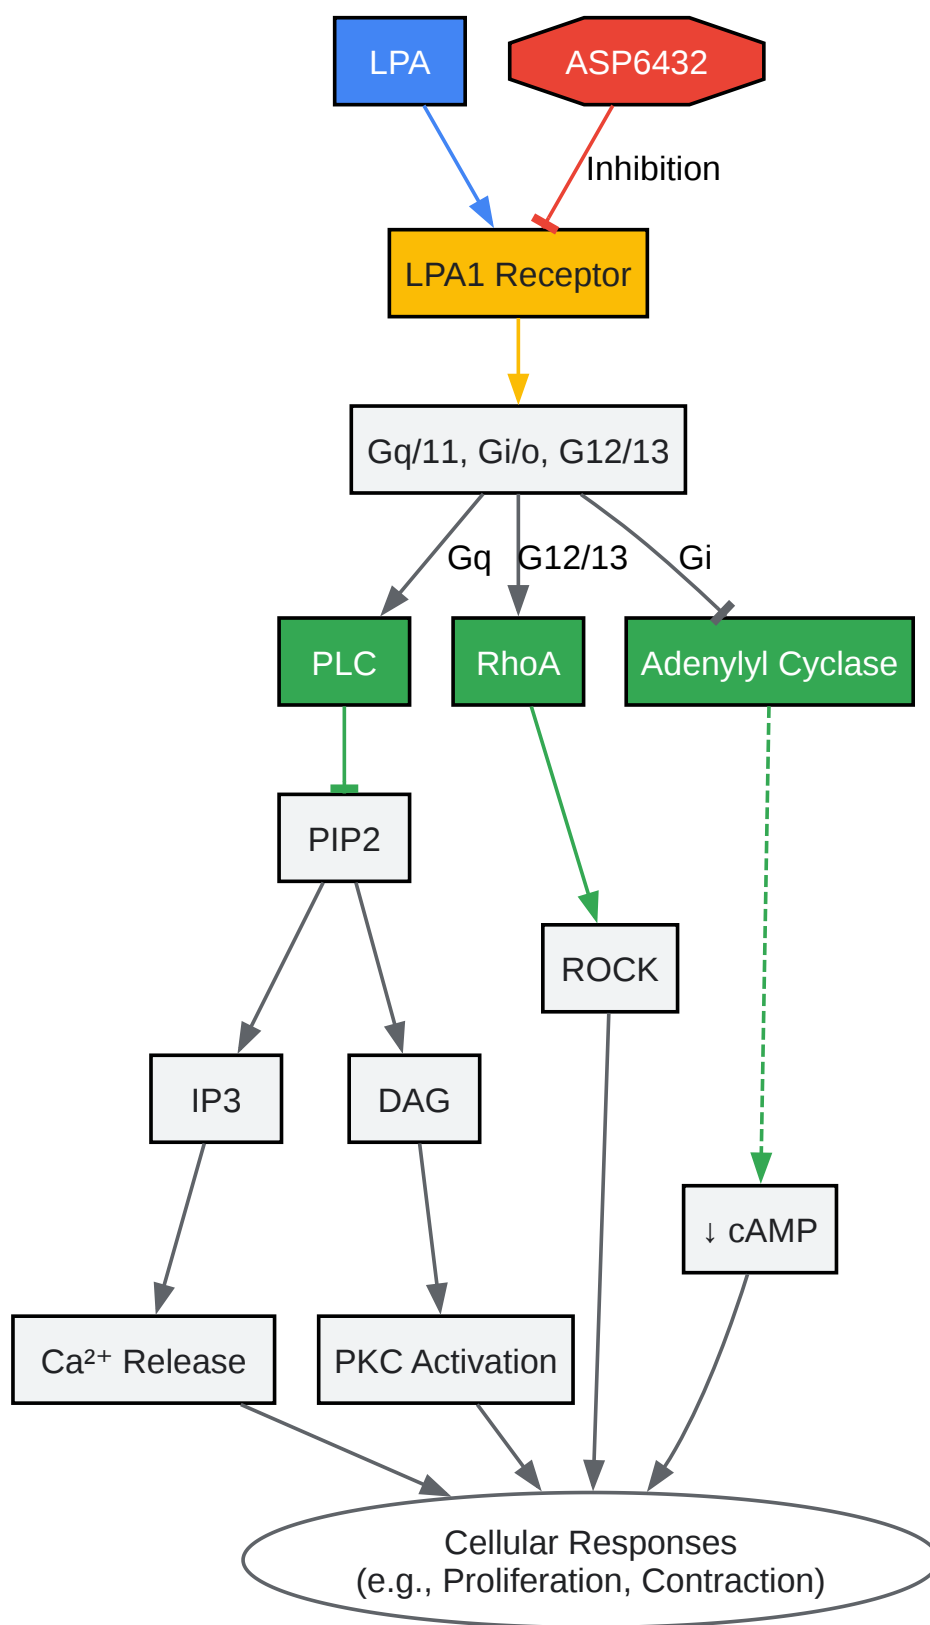 LPA
ASP6432
Inhibition
LPA1 Receptor
Gq/11, Gi/o, G12/13
Gq
G12/13
Gi
PLC
RhoA
Adenylyl Cyclase
PIP2
ROCK
IP3
DAG
↓ cAMP
Ca²⁺ Release
PKC Activation
Cellular Responses
(e.g., Proliferation, Contraction)